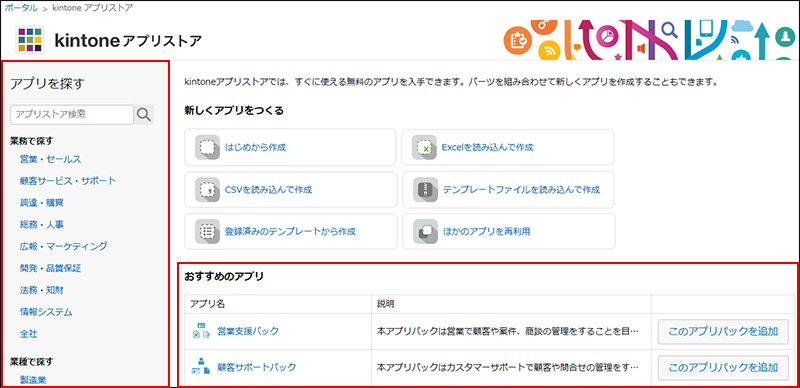 ポータル > kintone アプリストア
kintone アプリストア
アプリを探す
アプリストア検索
業務で探す
営業・セールス
顧客サービス・サポート
調達・購買
総務・人事
広報・マーケティング
開発・品質保証
法務・知財
情報システム
全社
業種で探す
製造業
kintoneアプリストアでは、すぐに使える無料のアプリを入手できます。パーツを組み合わせて新しくアプリを作成することもできます。
新しくアプリをつくる
はじめから作成
Excelを読み込んで作成
CSVを読み込んで作成
テンプレートファイルを読み込んで作成
登録済みのテンプレートから作成
ほかのアプリを再利用
おすすめのアプリ
アプリ名 説明
営業支援パック 本アプリパックは営業で顧客や案件、商談の管理をすることを目… このアプリパックを追加
顧客サポートパック 本アプリパックはカスタマーサポートで顧客や問合せの管理をす… このアプリパックを追加